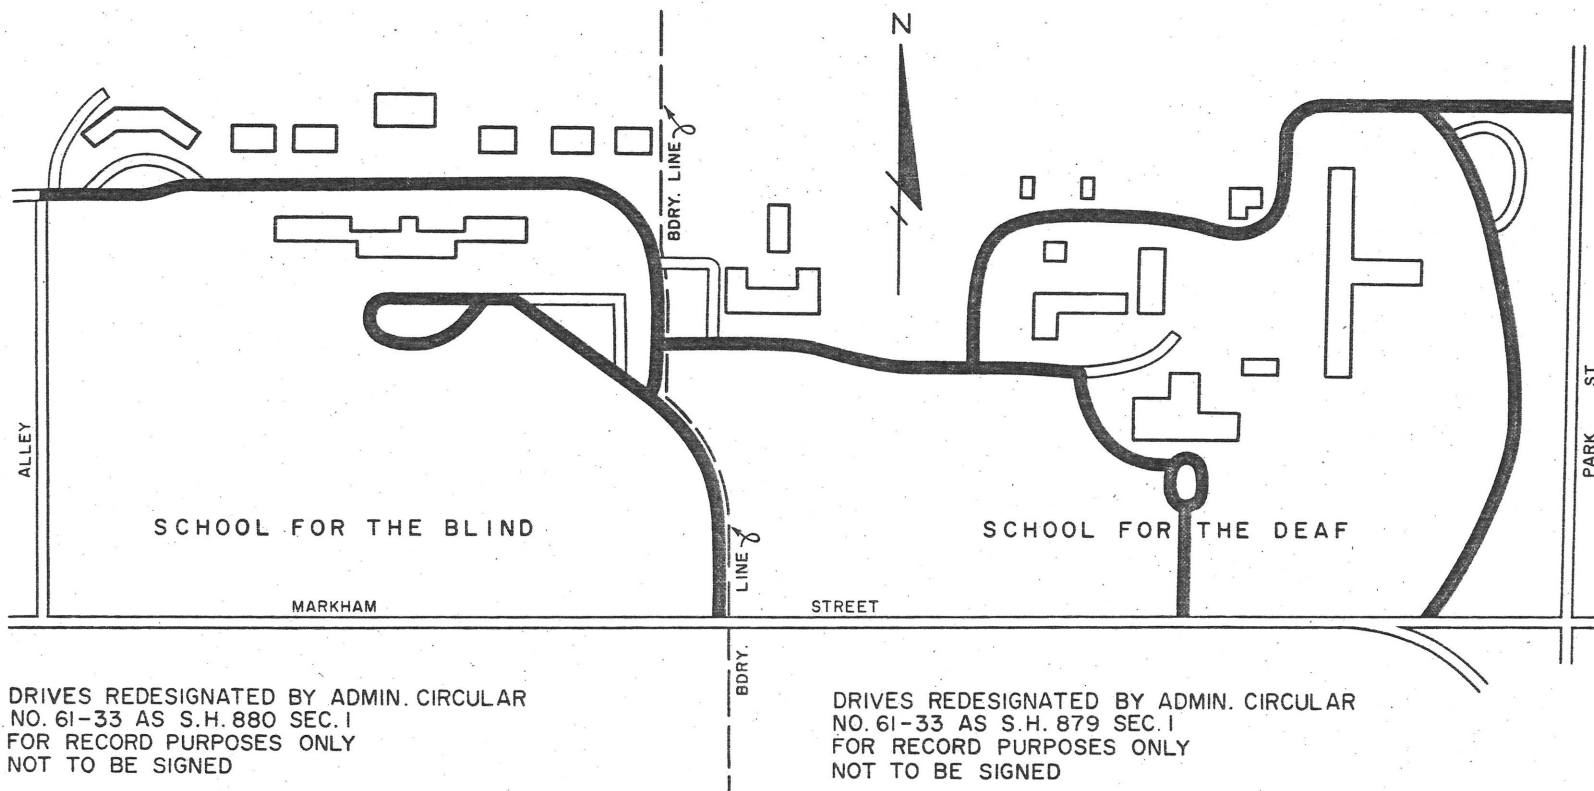 N
BDRY. LINE
ALLEY
PARK ST
SCHOOL FOR THE BLIND
SCHOOL FOR THE DEAF
LINE
MARKHAM STREET
BDRY.
DRIVES REDESIGNATED BY ADMIN. CIRCULAR
NO. 61-33 AS S.H. 880 SEC. 1
FOR RECORD PURPOSES ONLY
NOT TO BE SIGNED
DRIVES REDESIGNATED BY ADMIN. CIRCULAR
NO. 61-33 AS S.H. 879 SEC. 1
FOR RECORD PURPOSES ONLY
NOT TO BE SIGNED